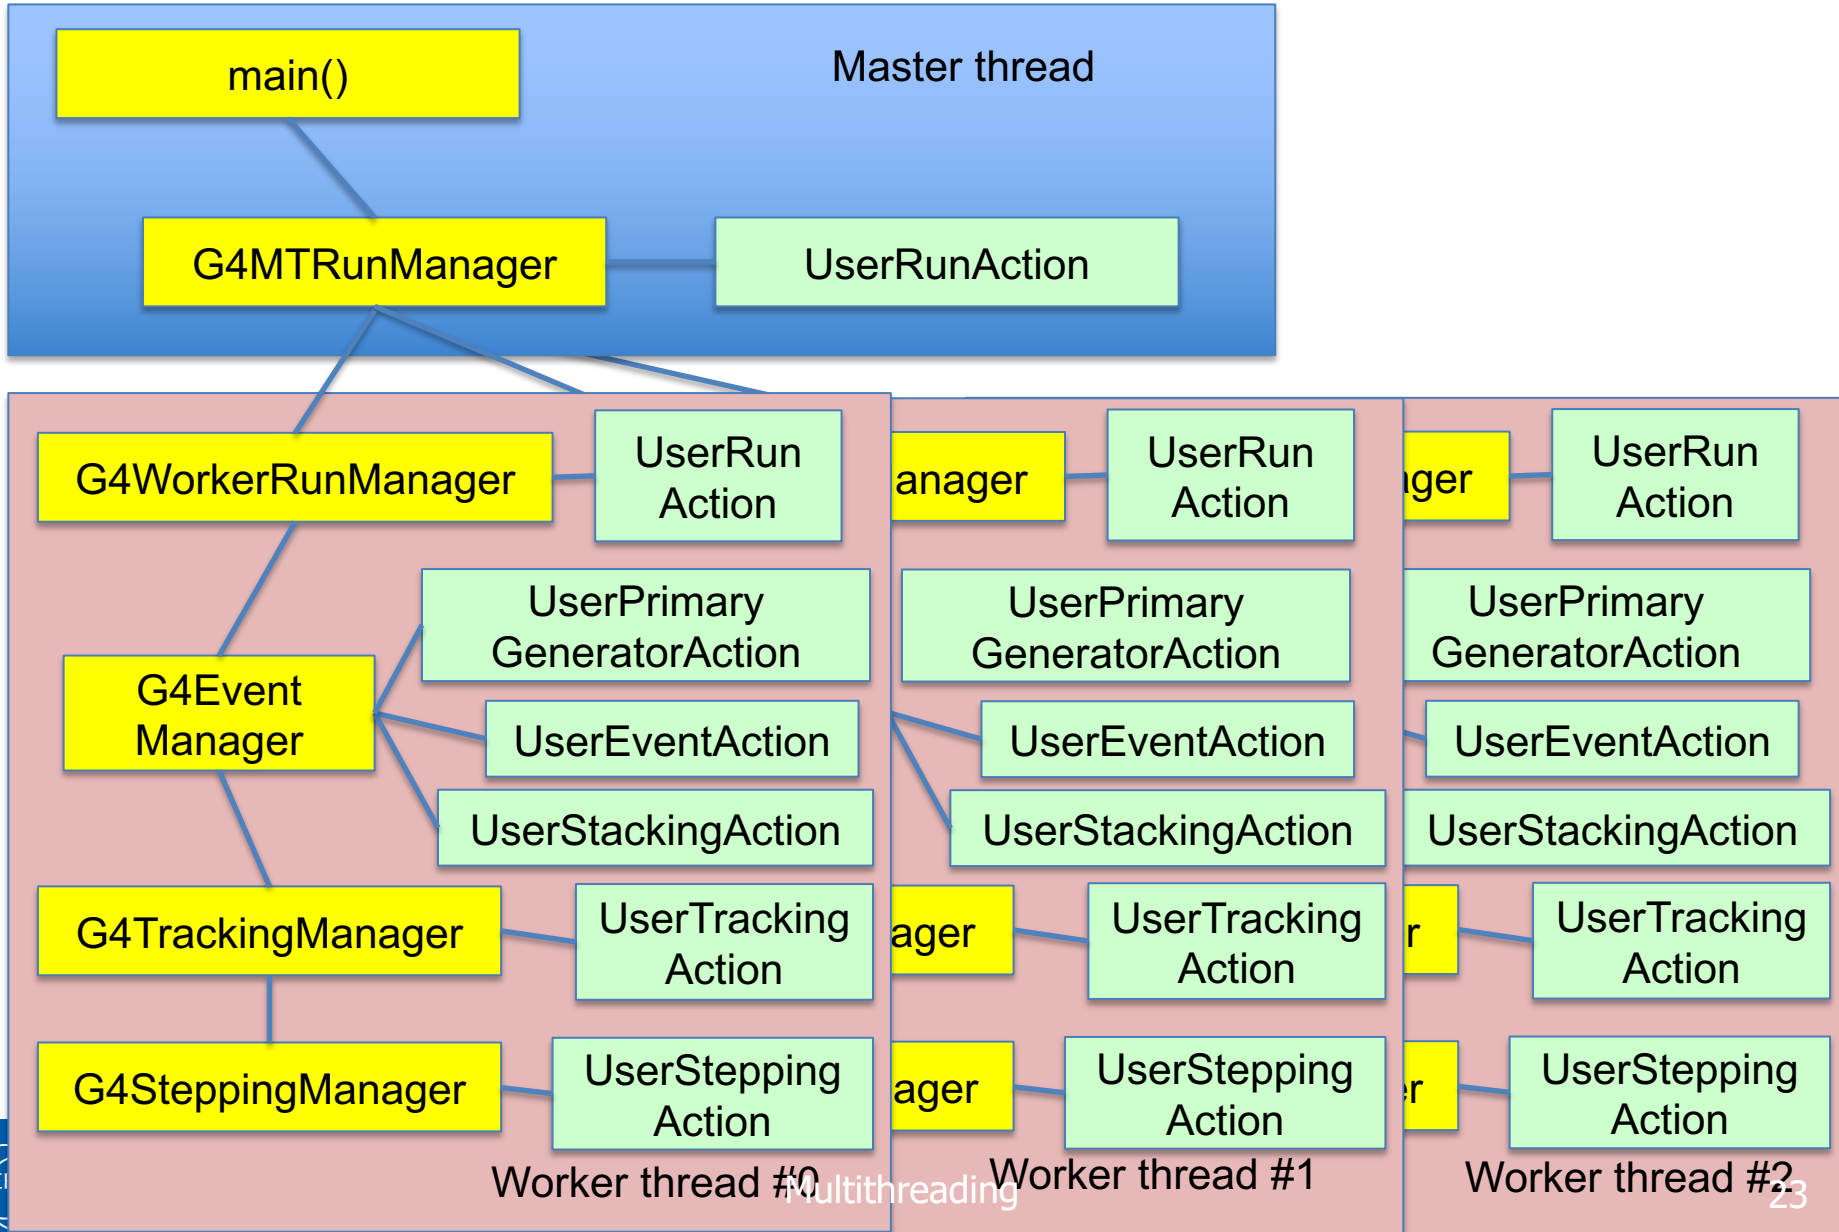 main()
Master thread
G4MTRunManager
UserRunAction
G4WorkerRunManager
UserRun
Action
G4Event
Manager
UserPrimary
GeneratorAction
UserEventAction
UserStackingAction
G4TrackingManager
UserTracking
Action
G4SteppingManager
UserStepping
Action
Worker thread #0
anager
UserRun
Action
UserPrimary
GeneratorAction
UserEventAction
UserStackingAction
ager
UserTracking
Action
ager
UserStepping
Action
Worker thread #1
ager
UserRun
Action
UserPrimary
GeneratorAction
UserEventAction
UserStackingAction
r
UserTracking
Action
er
UserStepping
Action
Worker thread #2
Multithreading
23